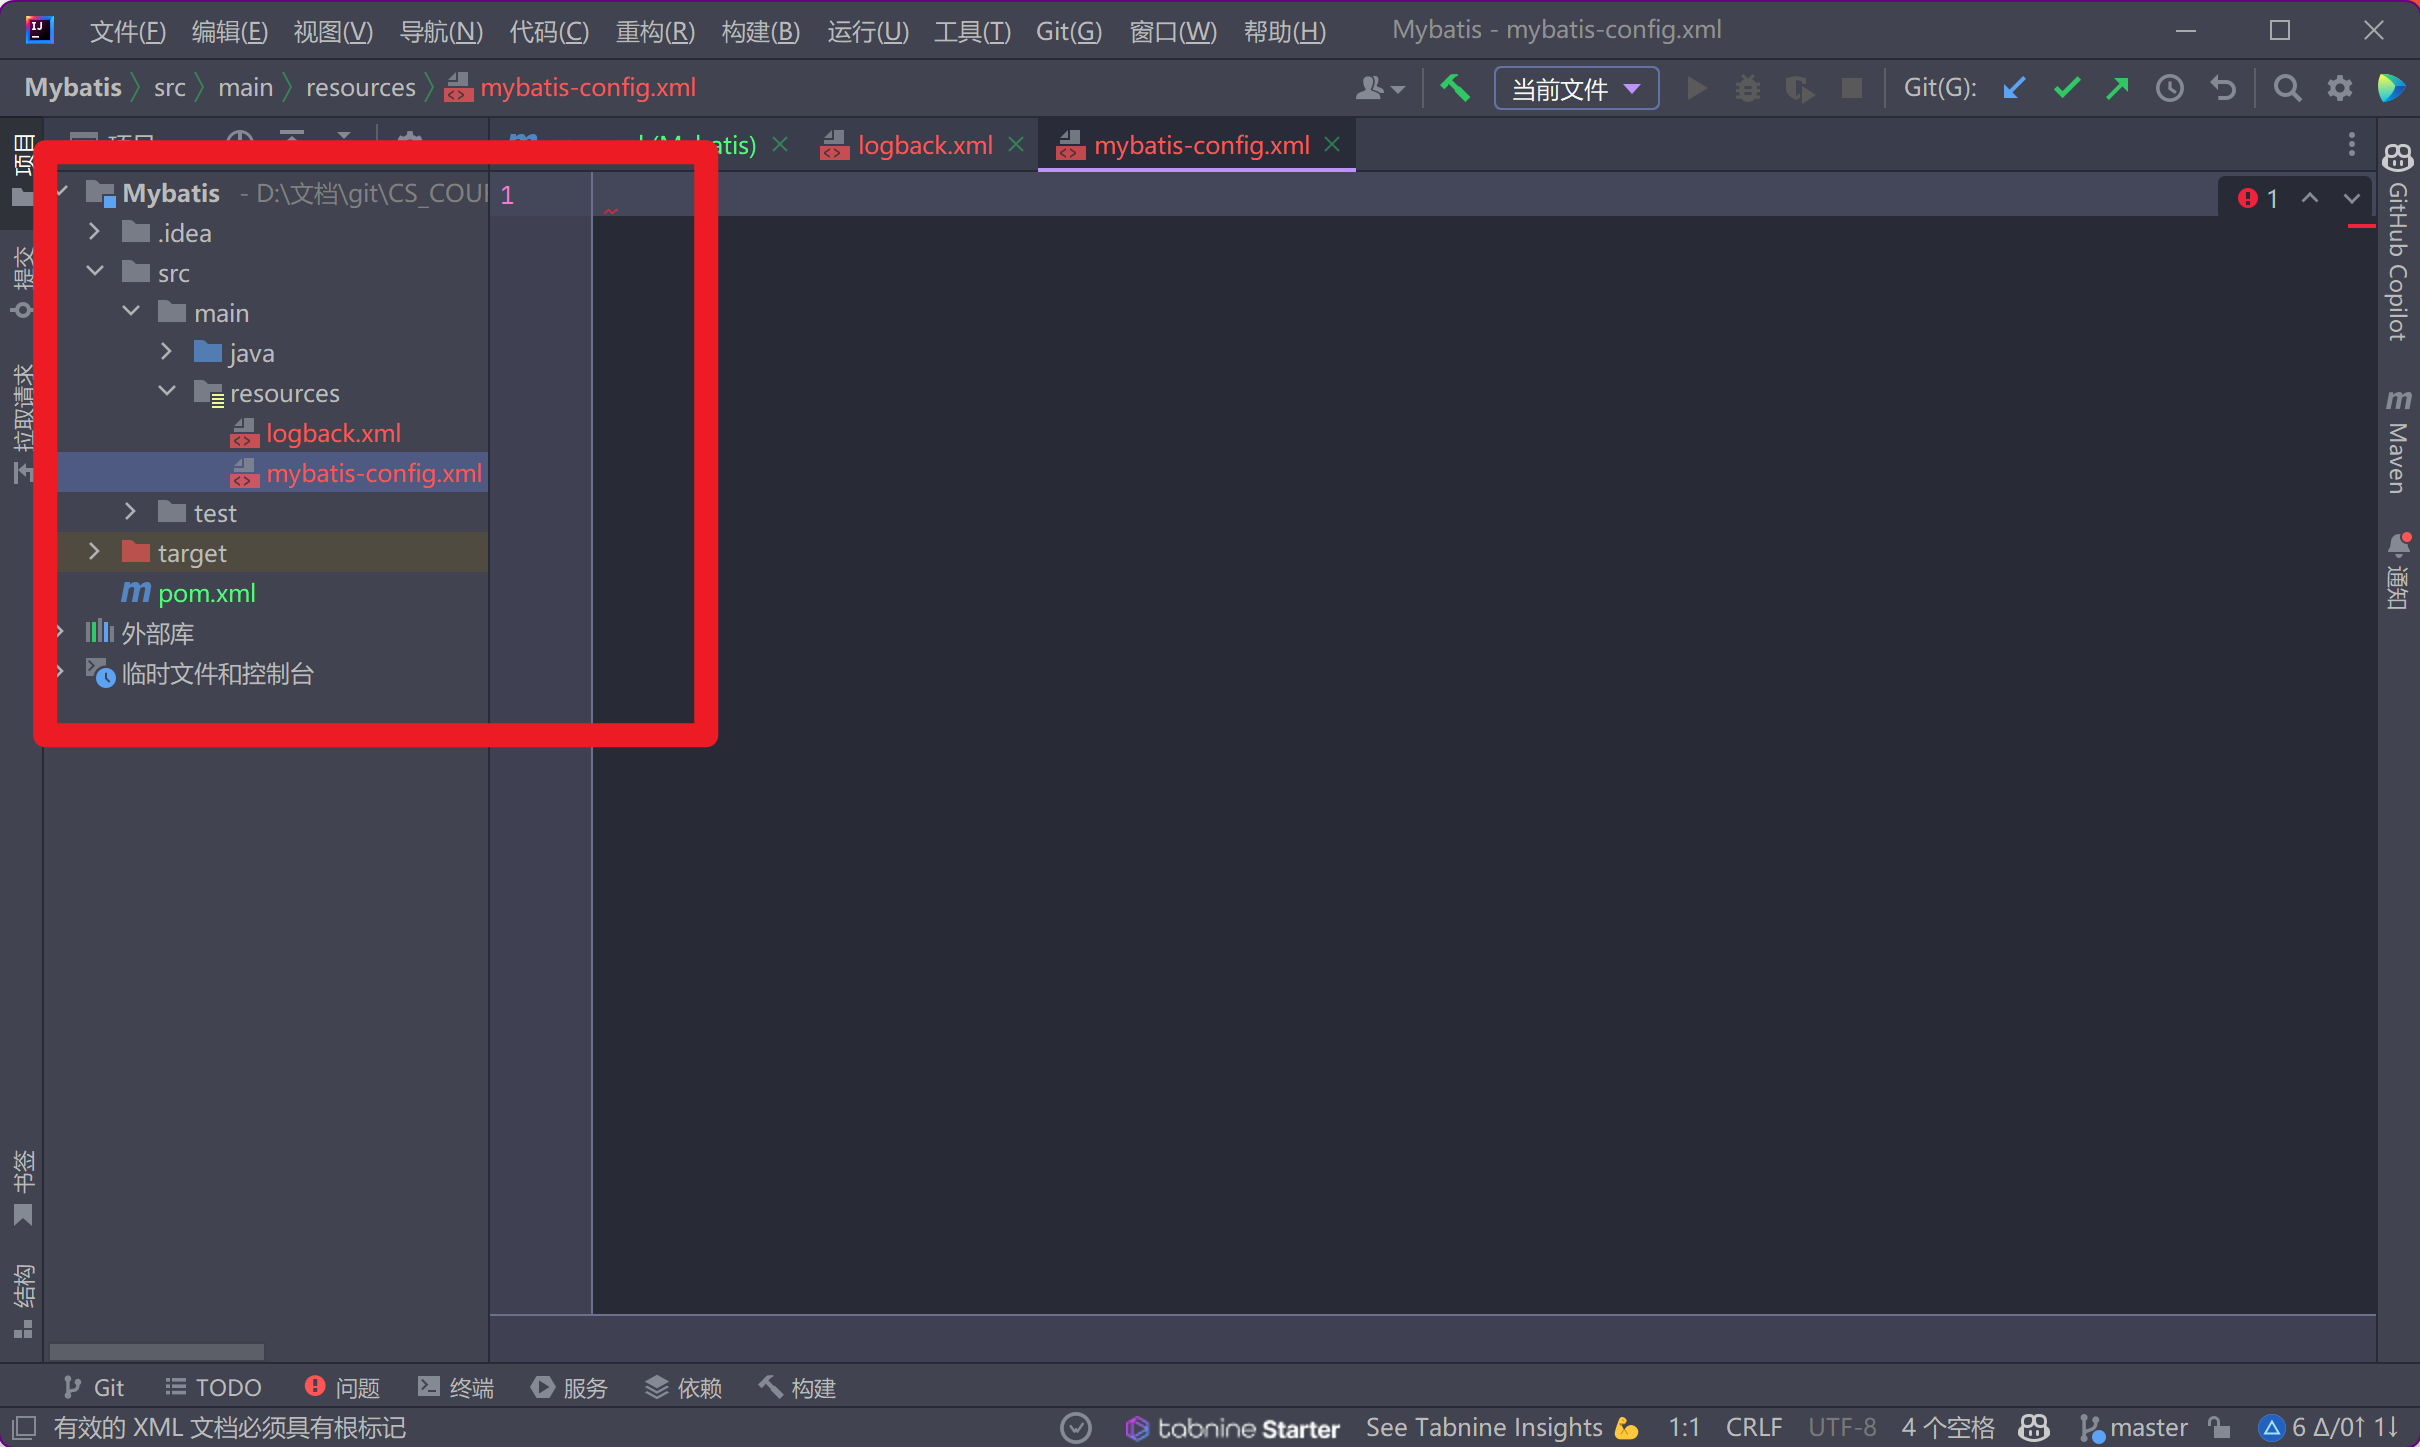 文件(F) 编辑(E) 视图(V) 导航(N) 代码(C) 重构(R) 构建(B) 运行(U) 工具(T) Git(G) 窗口(W) 帮助(H) Mybatis - mybatis-config.xml
Mybatis src main resources mybatis-config.xml 当前文件 Git(G):
logback.xml mybatis-config.xml
项目
提交
拉取请求
书签
结构
Mybatis - D:\文档\git\CS_COUR
.idea
src
main
java
resources
logback.xml
mybatis-config.xml
test
target
pom.xml
外部库
临时文件和控制台
1
1
GitHub Copilot
Maven
通知
Git TODO 问题 终端 服务 依赖 构建
有效的 XML 文档必须具有根标记 tabnine Starter See Tabnine Insights 1:1 CRLF UTF-8 4 个空格 master 6 Δ/0↑ 1↓